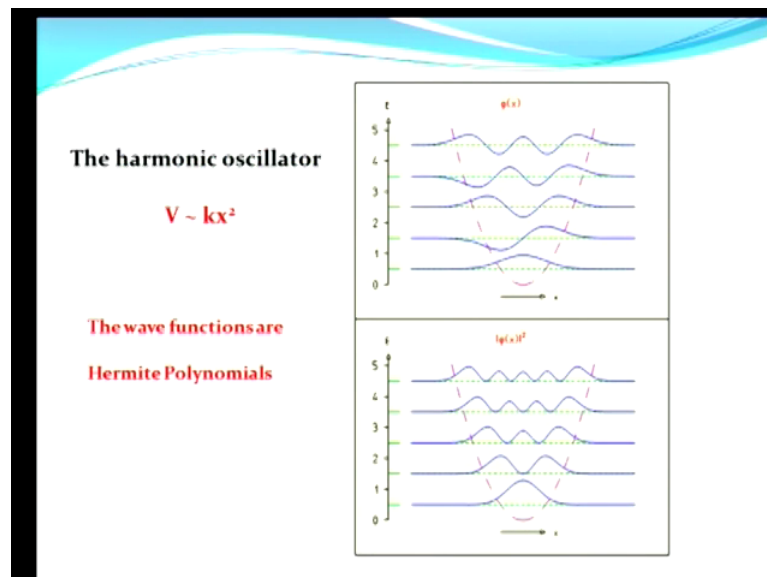 The harmonic oscillator
V ~ kx²
The wave functions are
Hermite Polynomials
E
φ(x)
5
4
3
2
1
0
x
E
|φ(x)|²
5
4
3
2
1
0
x